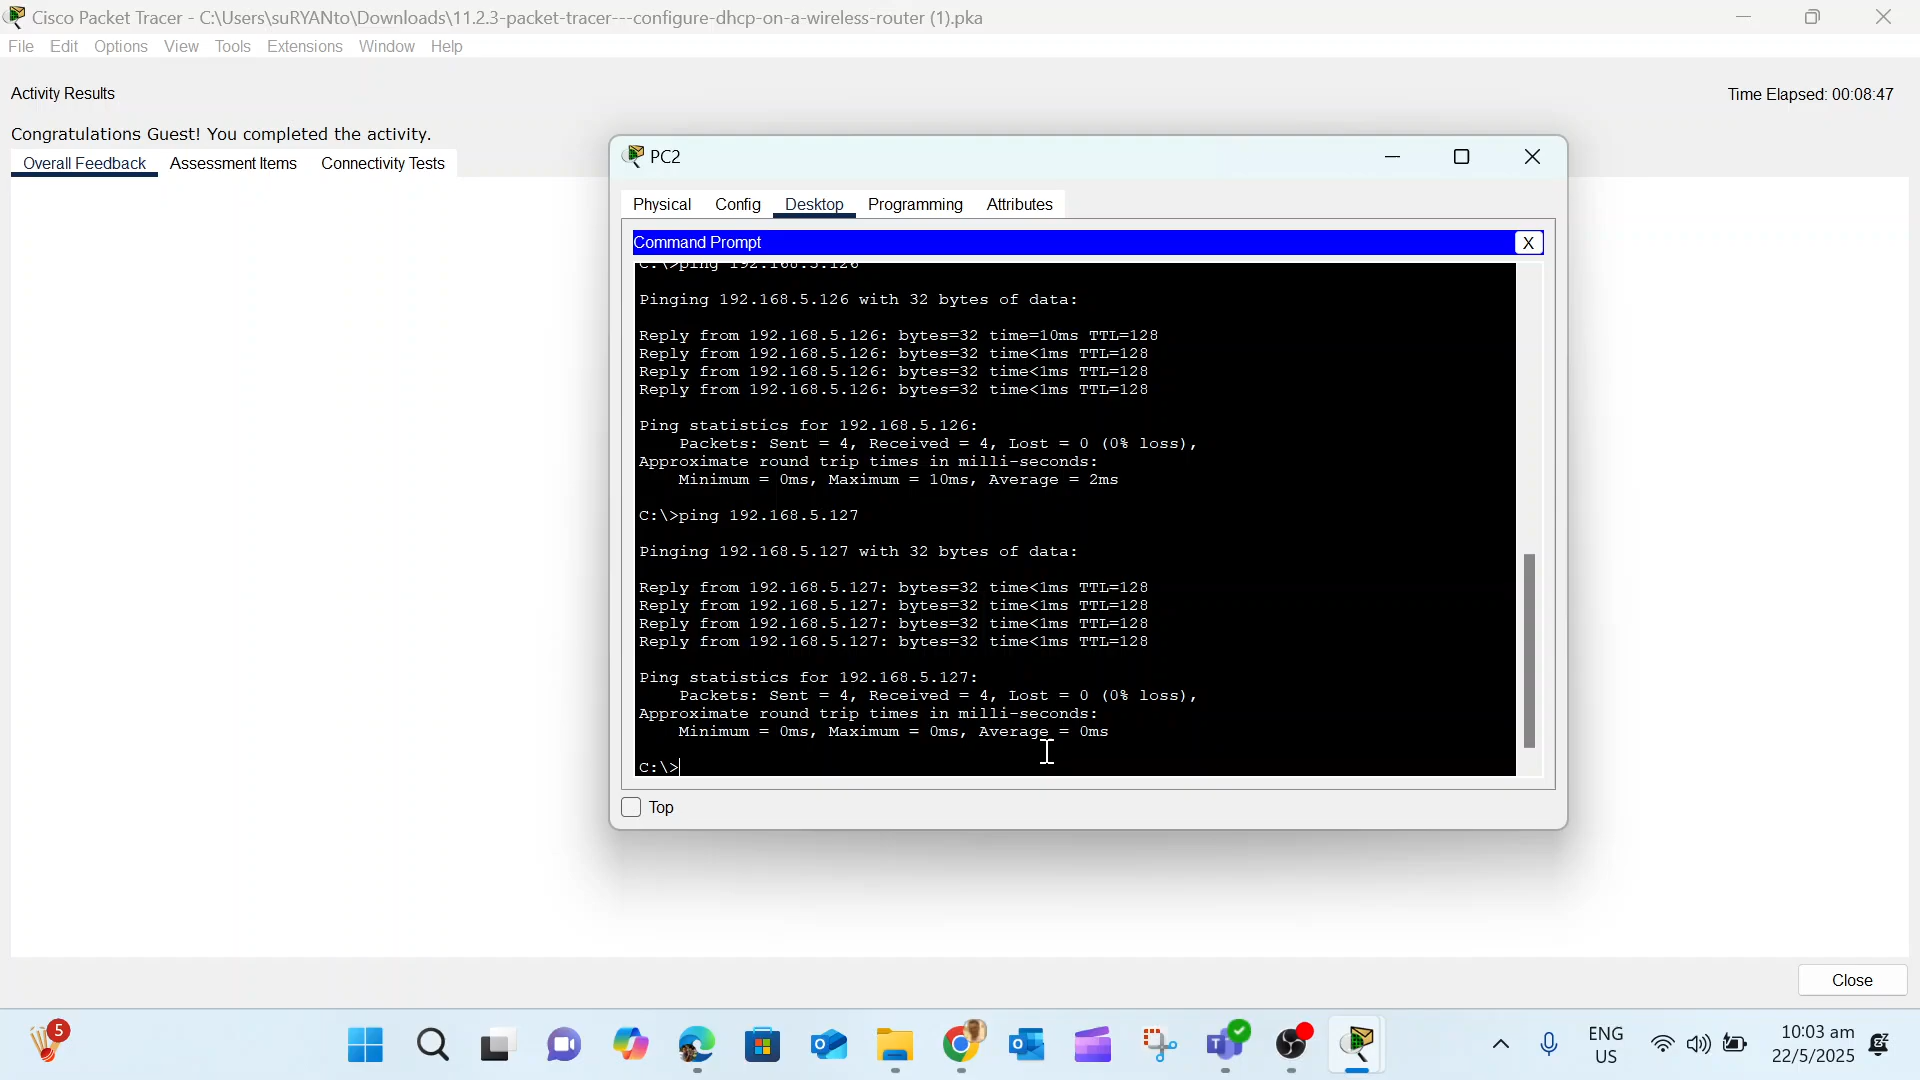 Cisco Packet Tracer - C:\Users\suRYANto\Downloads\11.2.3-packet-tracer---configure-dhcp-on-a-wireless-router (1).pka
File Edit Options View Tools Extensions Window Help
Activity Results
Time Elapsed: 00:08:47
Congratulations Guest! You completed the activity.
Overall Feedback Assessment Items Connectivity Tests
PC2
Physical Config Desktop Programming Attributes
Command Prompt X
C:\>ping 192.168.5.126
Pinging 192.168.5.126 with 32 bytes of data:
Reply from 192.168.5.126: bytes=32 time=10ms TTL=128
Reply from 192.168.5.126: bytes=32 time<1ms TTL=128
Reply from 192.168.5.126: bytes=32 time<1ms TTL=128
Reply from 192.168.5.126: bytes=32 time<1ms TTL=128
Ping statistics for 192.168.5.126:
Packets: Sent = 4, Received = 4, Lost = 0 (0% loss),
Approximate round trip times in milli-seconds:
Minimum = 0ms, Maximum = 10ms, Average = 2ms
C:\>ping 192.168.5.127
Pinging 192.168.5.127 with 32 bytes of data:
Reply from 192.168.5.127: bytes=32 time<1ms TTL=128
Reply from 192.168.5.127: bytes=32 time<1ms TTL=128
Reply from 192.168.5.127: bytes=32 time<1ms TTL=128
Reply from 192.168.5.127: bytes=32 time<1ms TTL=128
Ping statistics for 192.168.5.127:
Packets: Sent = 4, Received = 4, Lost = 0 (0% loss),
Approximate round trip times in milli-seconds:
Minimum = 0ms, Maximum = 0ms, Average = 0ms
C:\>
Top
Close
5
ENG
US
10:03 am
22/5/2025